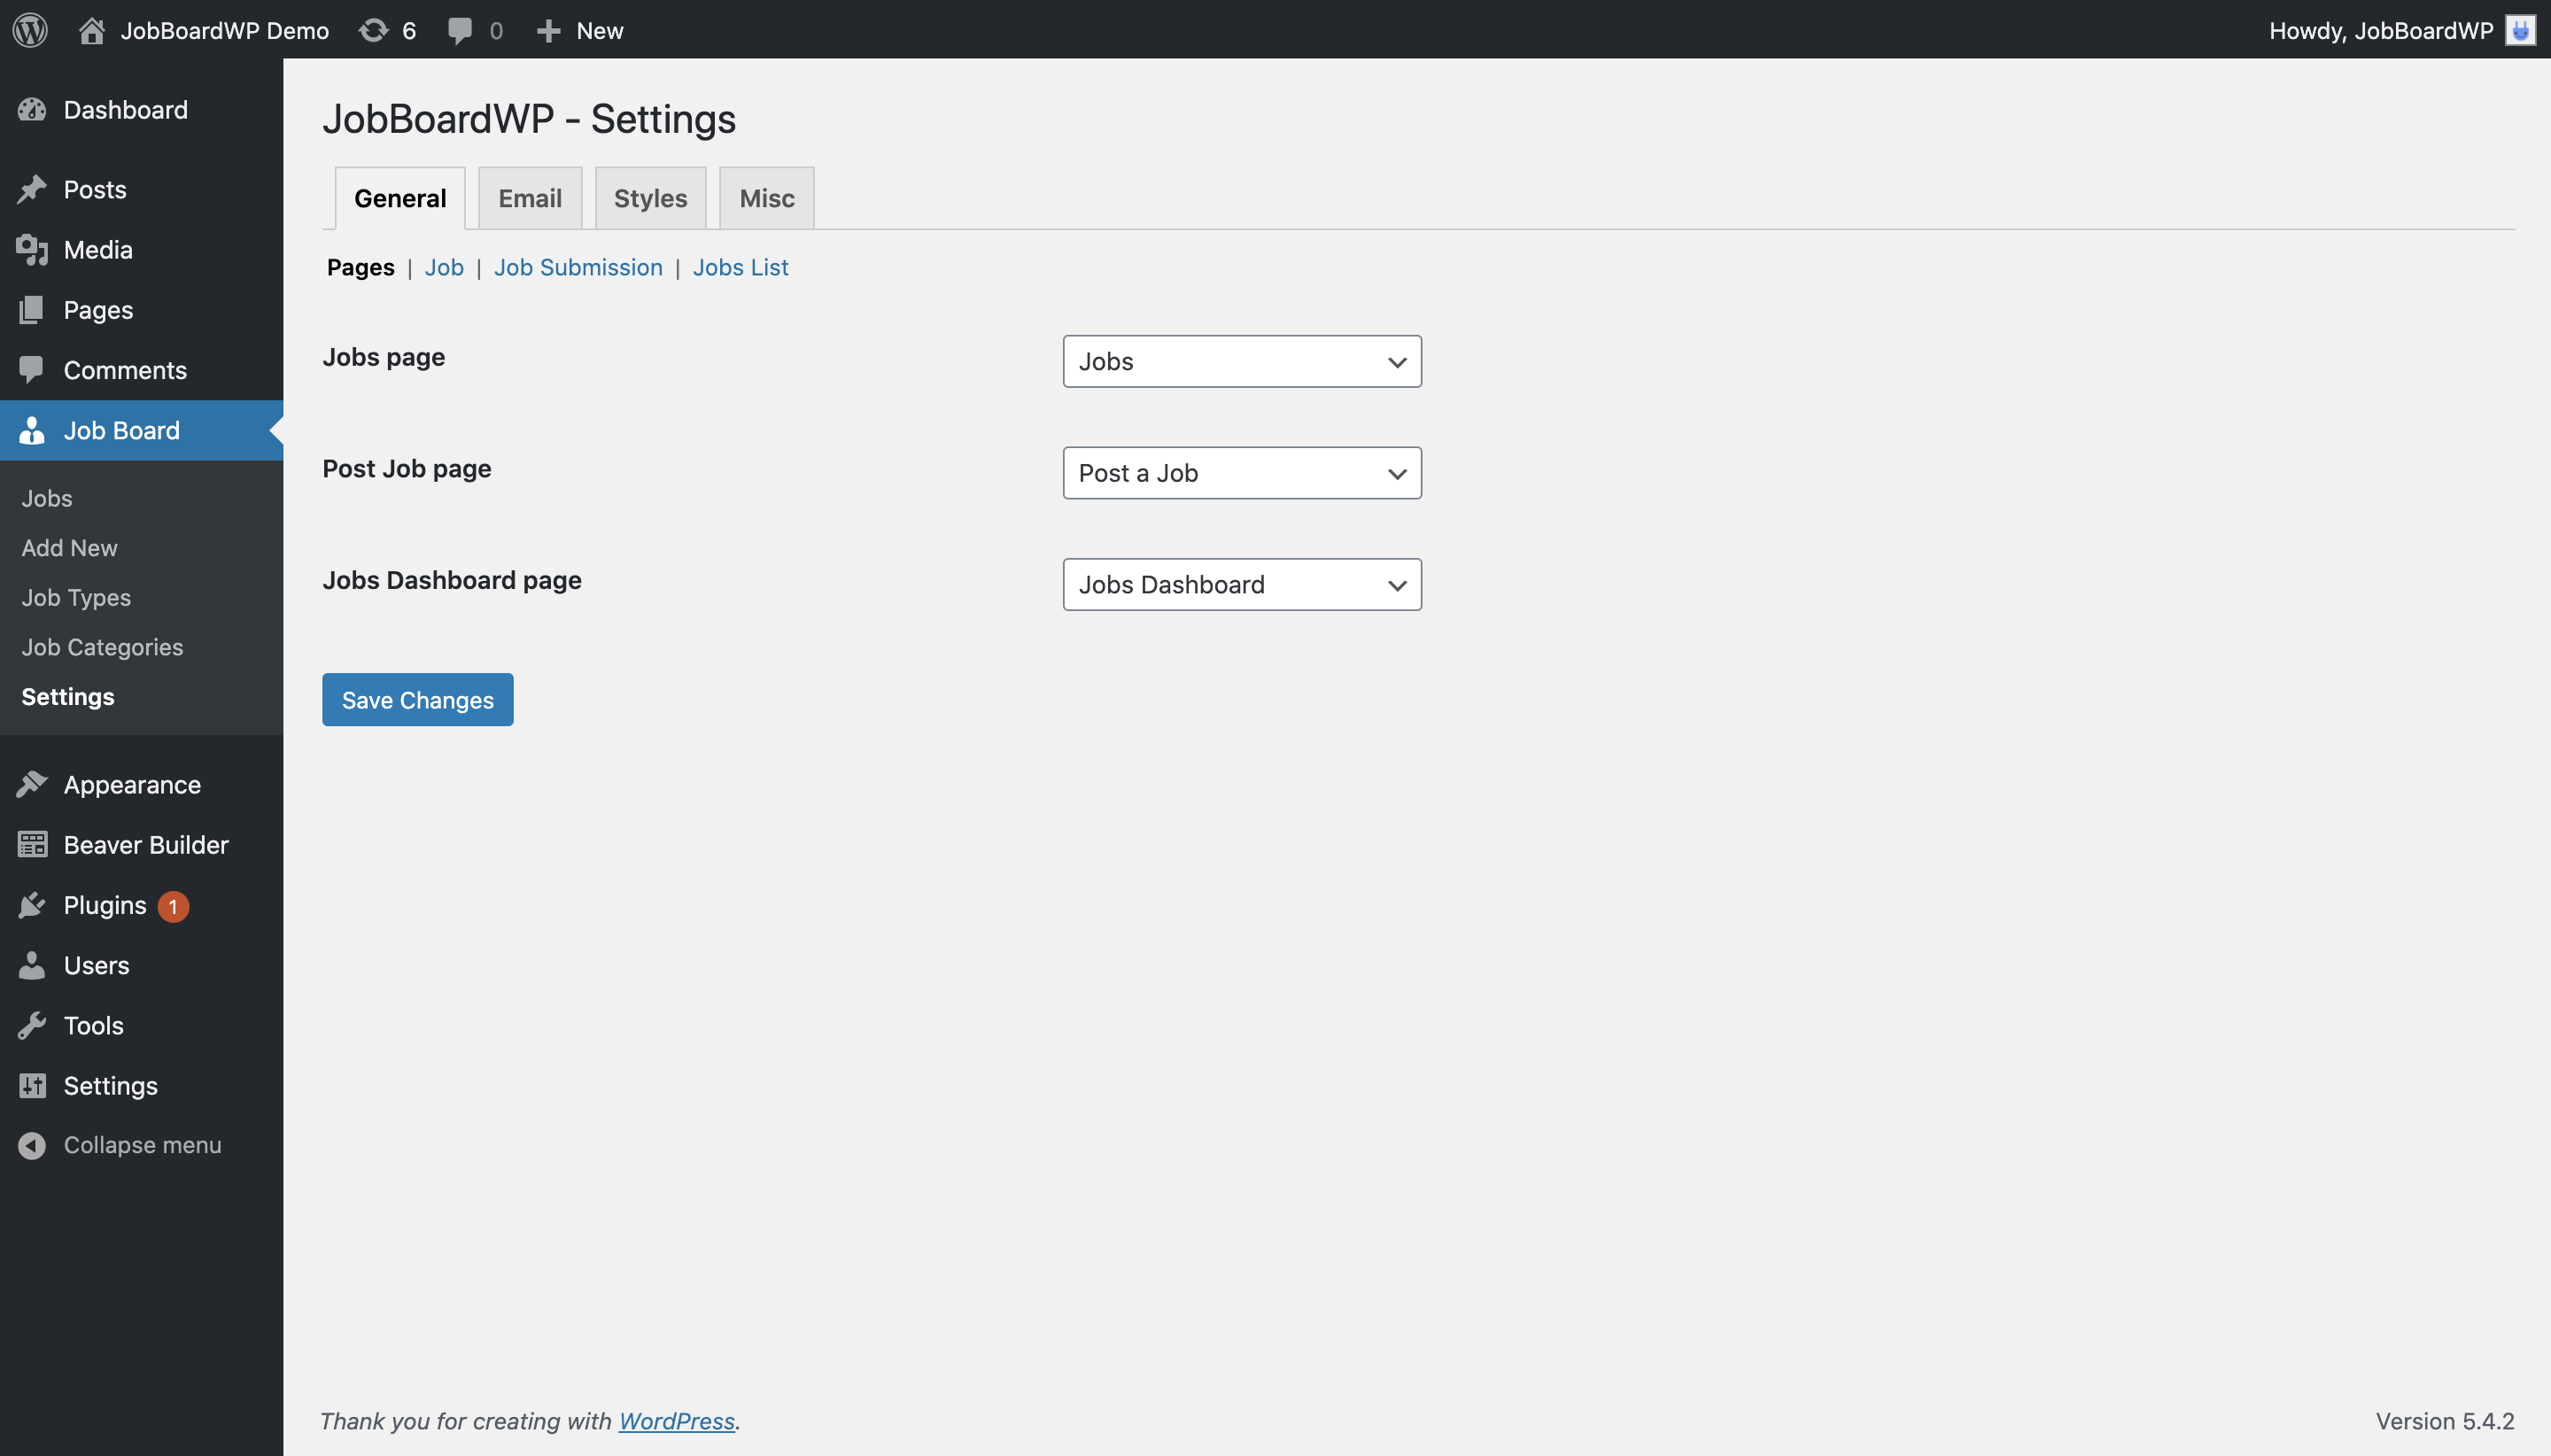 JobBoardWP Demo 6 0 New Howdy, JobBoardWP
Dashboard
Posts
Media
Pages
Comments
Job Board
Jobs
Add New
Job Types
Job Categories
Settings
Appearance
Beaver Builder
Plugins 1
Users
Tools
Settings
Collapse menu
JobBoardWP - Settings
General Email Styles Misc
Pages | Job | Job Submission | Jobs List
Jobs page Jobs
Post Job page Post a Job
Jobs Dashboard page Jobs Dashboard
Save Changes
Thank you for creating with WordPress. Version 5.4.2